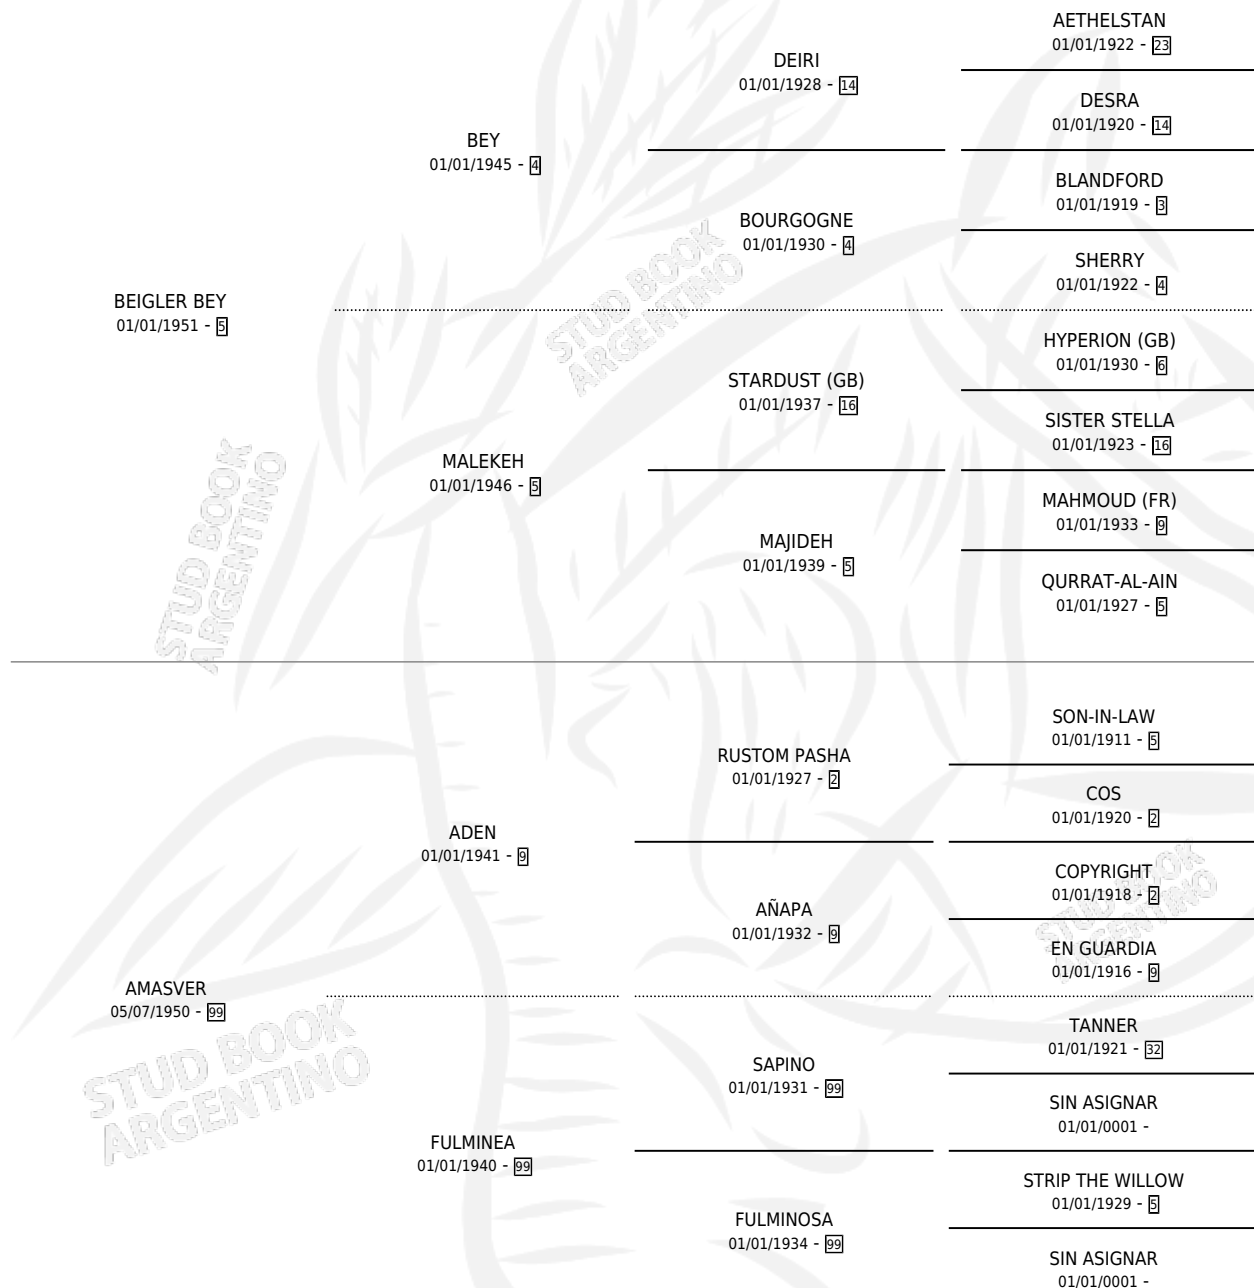 AETHELSTAN
01/01/1922 - 23
DEIRI
01/01/1928 - 14
DESRA
01/01/1920 - 14
BEY
01/01/1945 - 4
BLANDFORD
01/01/1919 - 3
BOURGOGNE
01/01/1930 - 4
SHERRY
01/01/1922 - 4
BEIGLER BEY
01/01/1951 - 5
HYPERION (GB)
01/01/1930 - 6
STARDUST (GB)
01/01/1937 - 16
SISTER STELLA
01/01/1923 - 16
MALEKEH
01/01/1946 - 5
MAHMOUD (FR)
01/01/1933 - 9
MAJIDEH
01/01/1939 - 5
QURRAT-AL-AIN
01/01/1927 - 5
STUD BOOK
ARGENTINO
STUD BOOK
ARGENTINO
SON-IN-LAW
01/01/1911 - 5
RUSTOM PASHA
01/01/1927 - 2
COS
01/01/1920 - 2
ADEN
01/01/1941 - 9
COPYRIGHT
01/01/1918 - 2
AÑAPA
01/01/1932 - 9
EN GUARDIA
01/01/1916 - 9
STUD BOOK
ARGENTINO
AMASVER
05/07/1950 - 99
TANNER
01/01/1921 - 32
SAPINO
01/01/1931 - 99
SIN ASIGNAR
01/01/0001 -
FULMINEA
01/01/1940 - 99
STRIP THE WILLOW
01/01/1929 - 5
FULMINOSA
01/01/1934 - 99
SIN ASIGNAR
01/01/0001 -
STUD BOOK
ARGENTINO